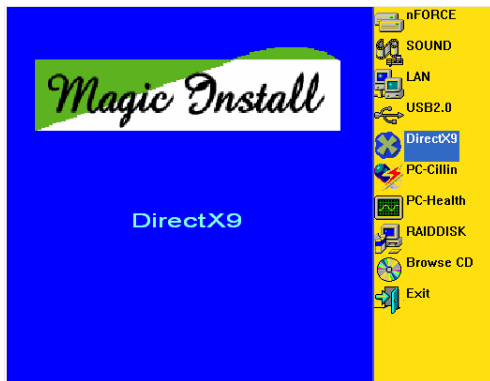 Magic Install
DirectX9
nFORCE
SOUND
LAN
USB2.0
DirectX9
PC-Cillin
PC-Health
RAIDDISK
Browse CD
Exit